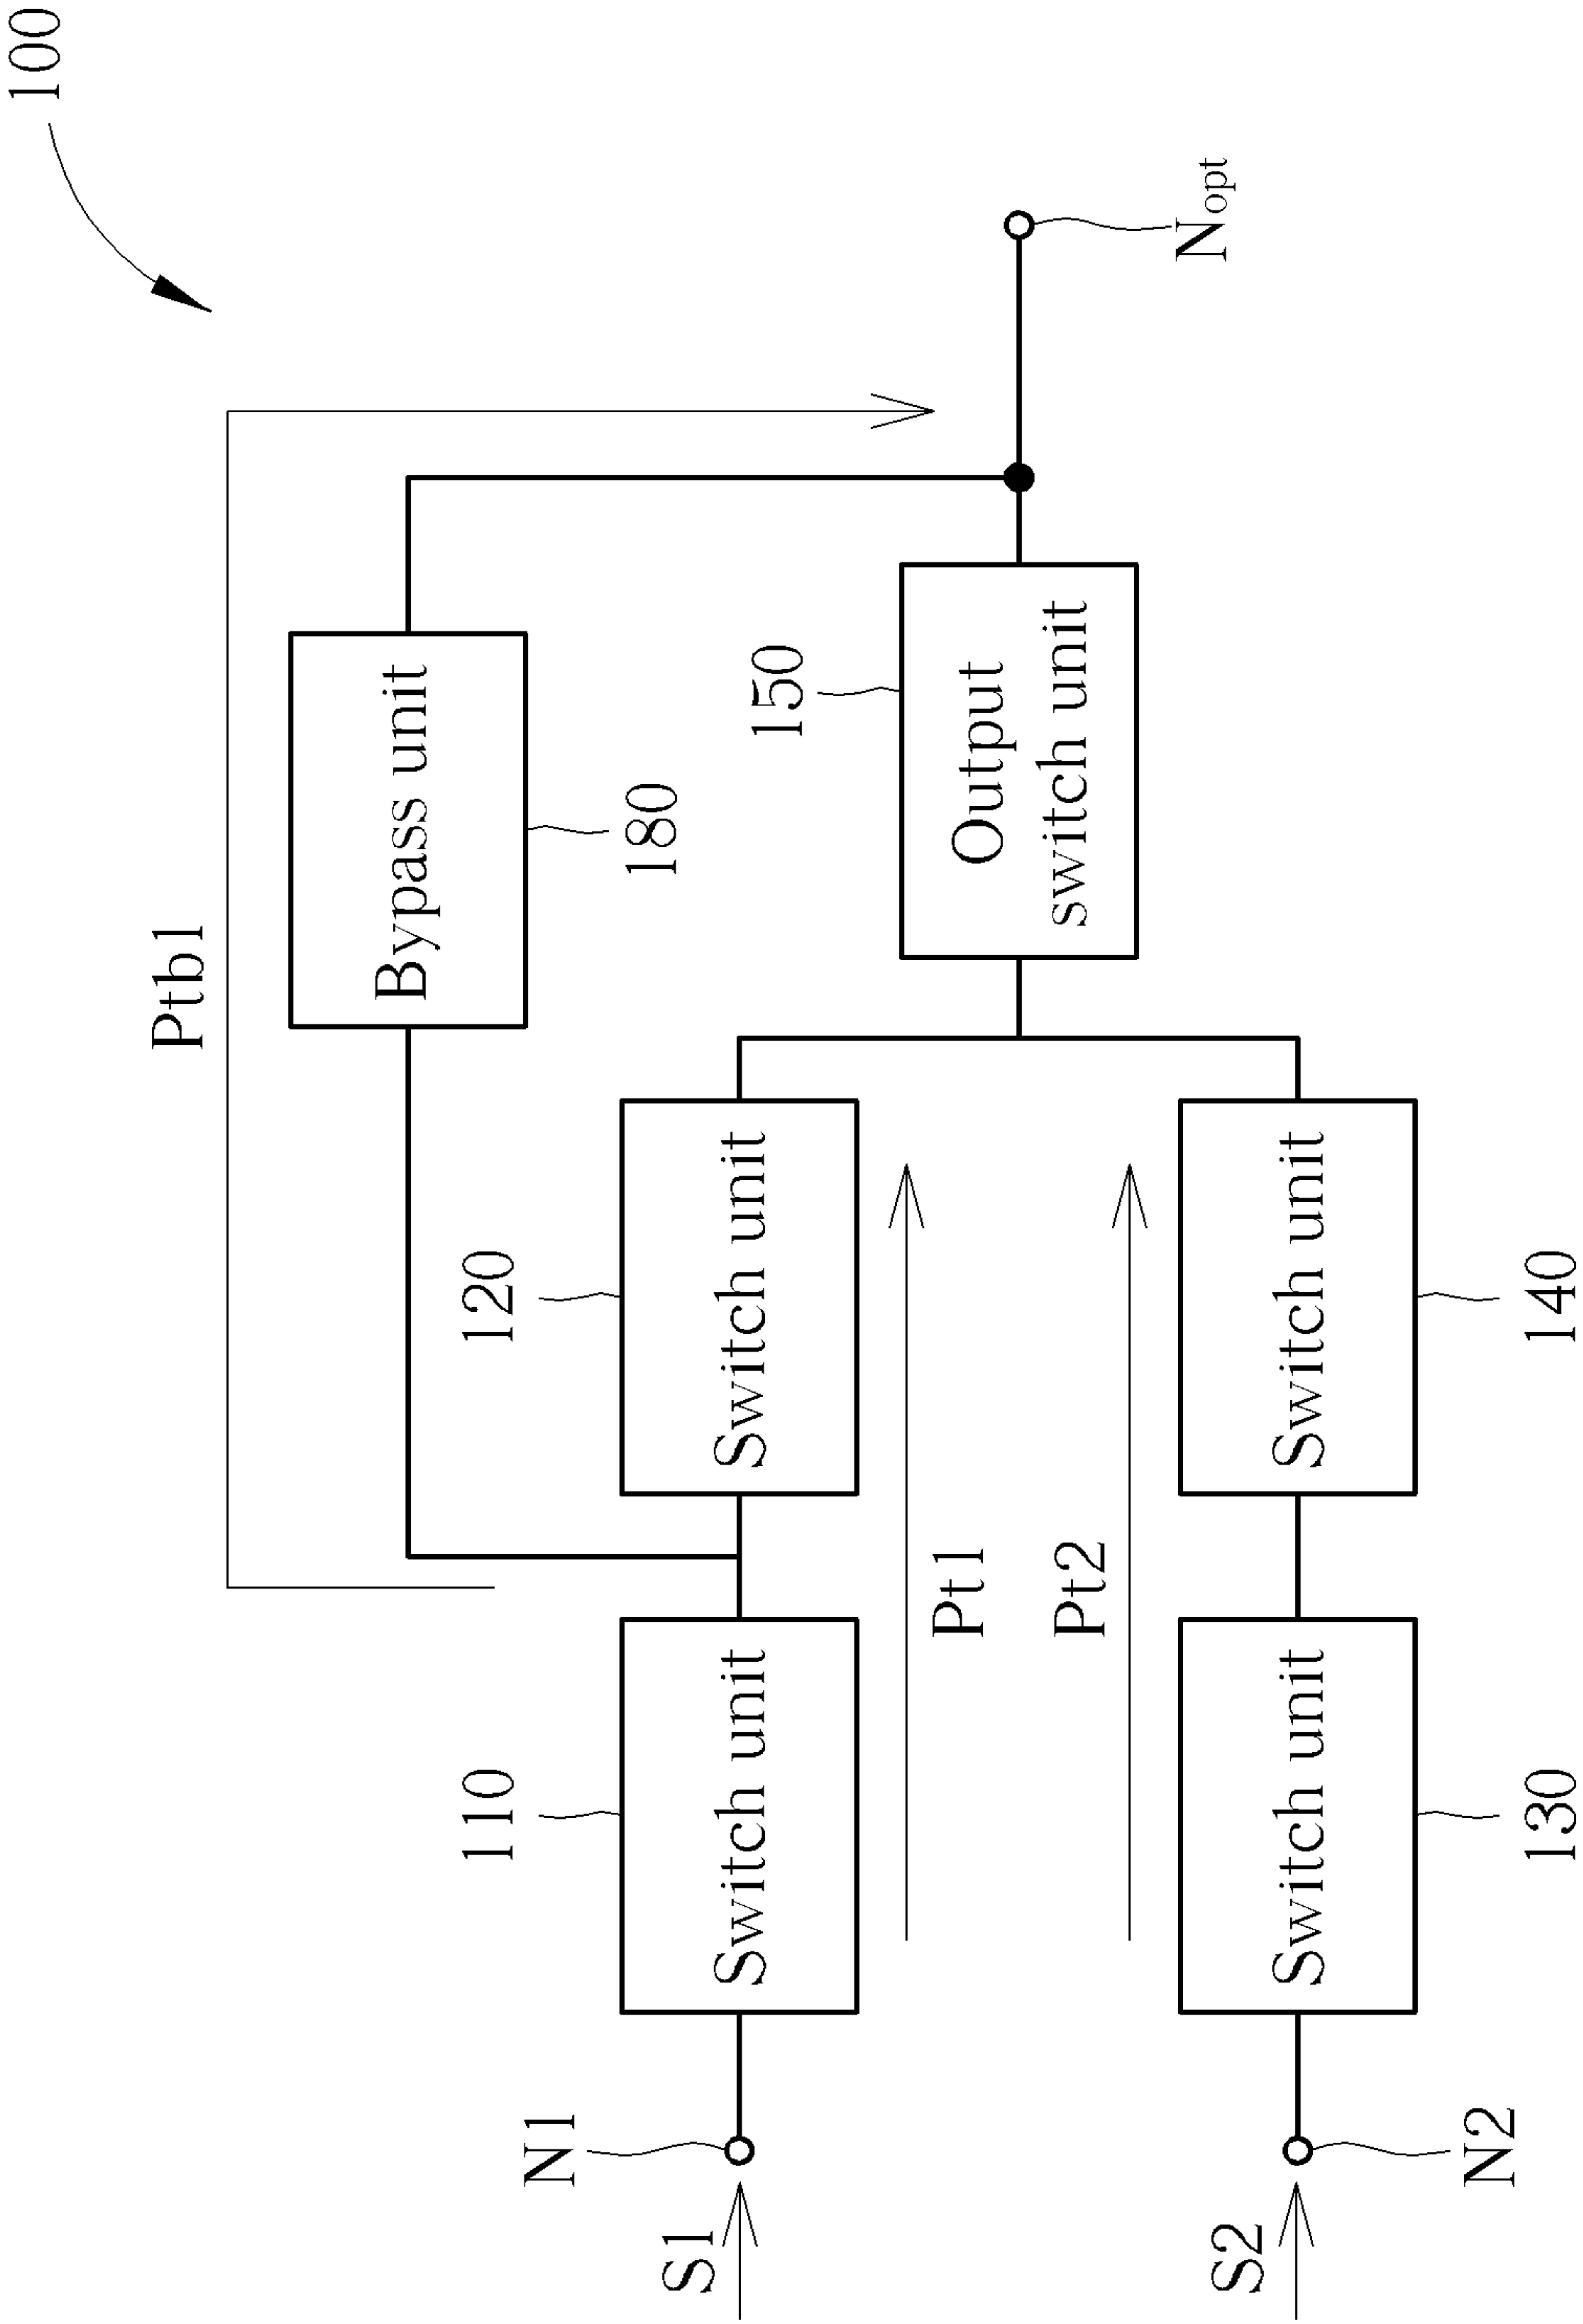 100
Ptb1
Bypass unit
180
N1
S1
110
Switch unit
120
Switch unit
150
Output
switch unit
Nopt
Pt1
Pt2
S2
N2
Switch unit
130
Switch unit
140